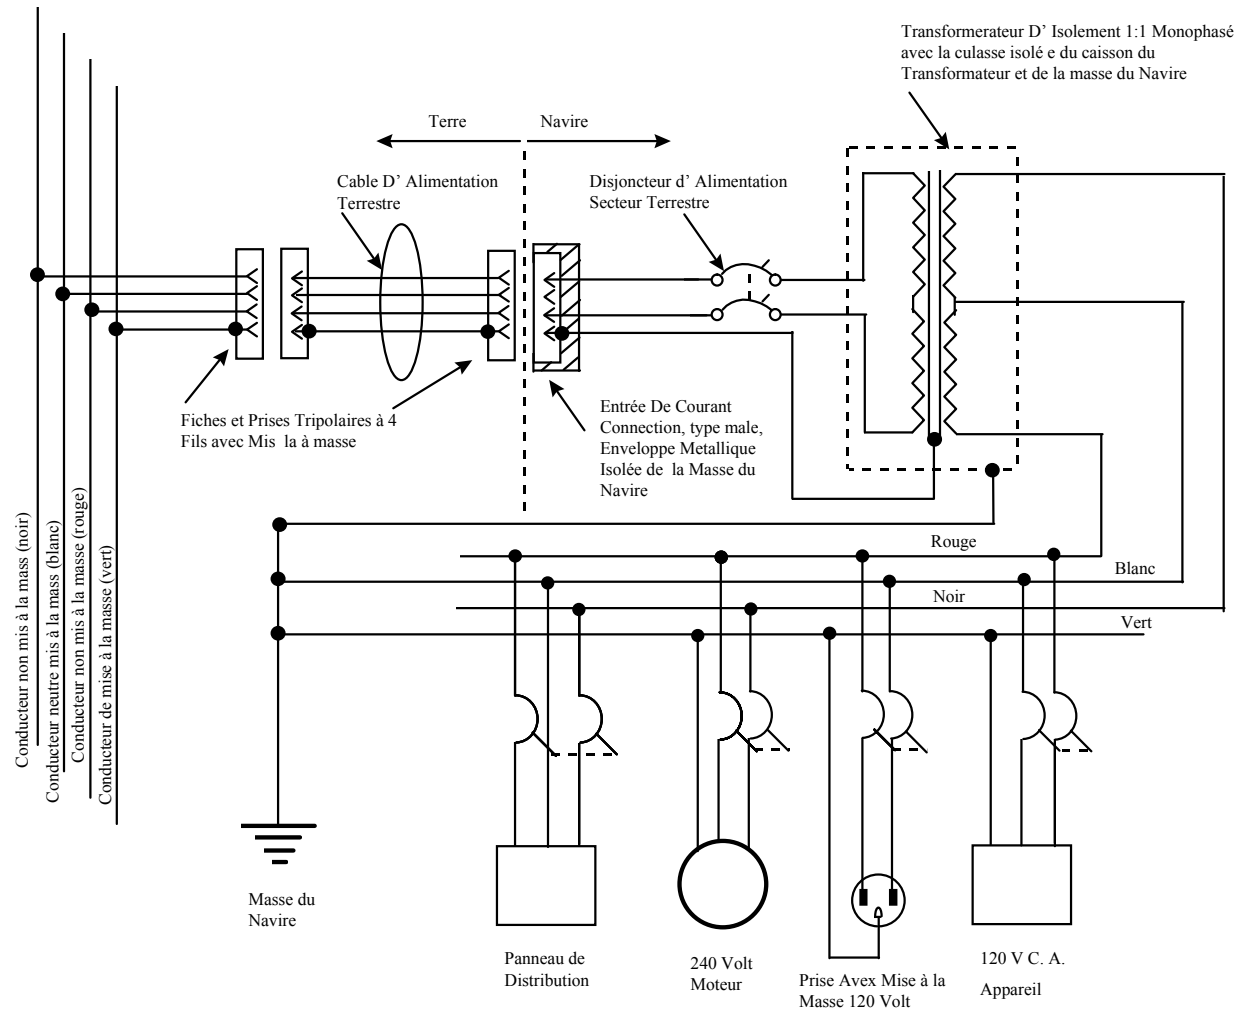 Transformerateur D' Isolement 1:1 Monophasé
avec la culasse isolé e du caison du
Transformateur et de la masse du Navire
Terre
Navire
Cable D' Alimentation
Terrestre
Disjoncteur d' Alimentation
Secteur Terrestre
Fiches et Prises Tripolaires à 4
Fils avec Mis la à masse
Entrée De Courant
Connection, type male,
Enveloppe Metallique
Isolée de la Masse du
Navire
Conducteur non mis à la mass (noir)
Conducteur neutre mis à la mass (blanc)
Conducteur non mis à la masse (rouge)
Conducteur de mise à la masse (vert)
Rouge
Blanc
Noir
Vert
Masse du
Navire
Panneau de
Distribution
240 Volt
Moteur
Prise Avex Mise à la
Masse 120 Volt
120 V C. A.
Appareil